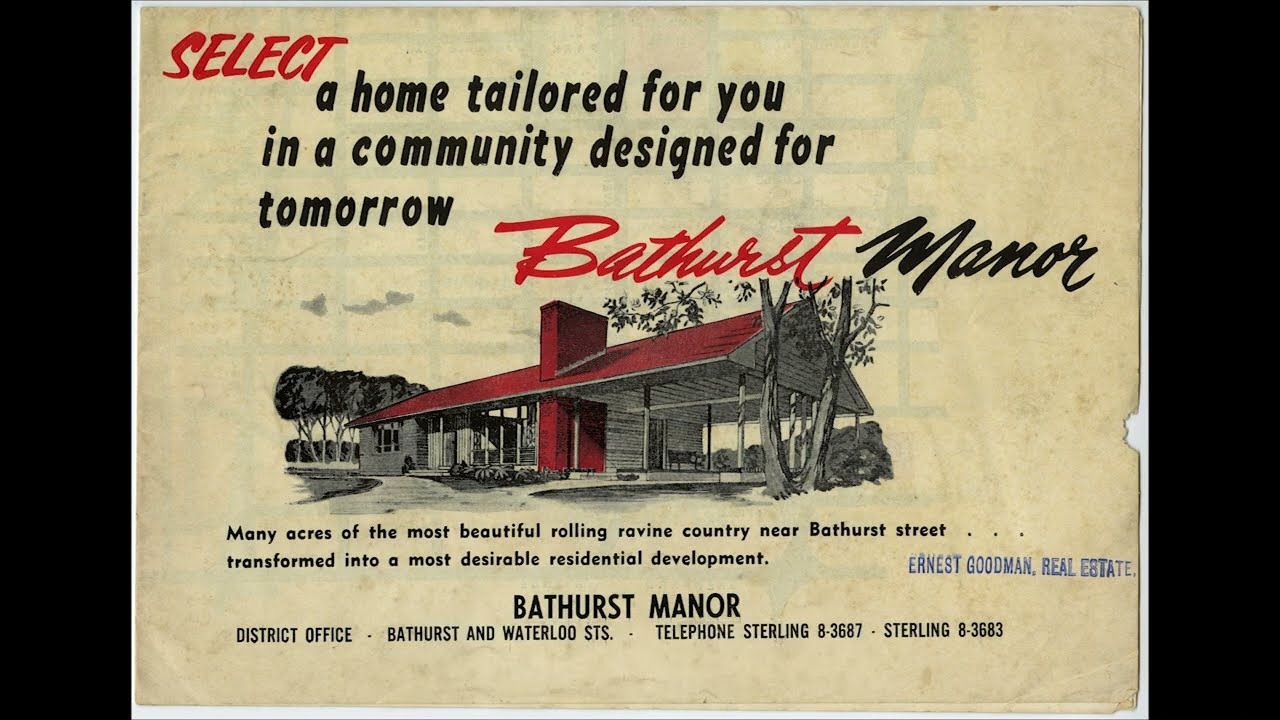 SELECT
a home tailored for you
in a community designed for
tomorrow
Bathurst Manor
Many acres of the most beautiful rolling ravine country near Bathurst street . . .
transformed into a most desirable residential development.
ERNEST GOODMAN, REAL ESTATE,
BATHURST MANOR
DISTRICT OFFICE - BATHURST AND WATERLOO STS. - TELEPHONE STERLING 8-3687 - STERLING 8-3683